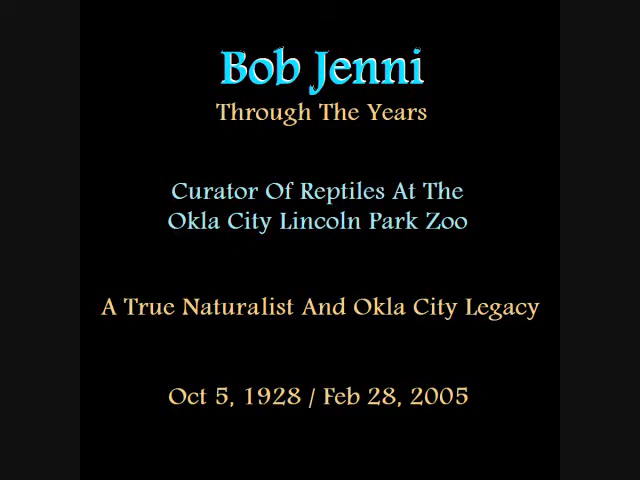 Bob Jenni
Through The Years
Curator Of Reptiles At The
Okla City Lincoln Park Zoo
A True Naturalist And Okla City Legacy
Oct 5, 1928 / Feb 28, 2005